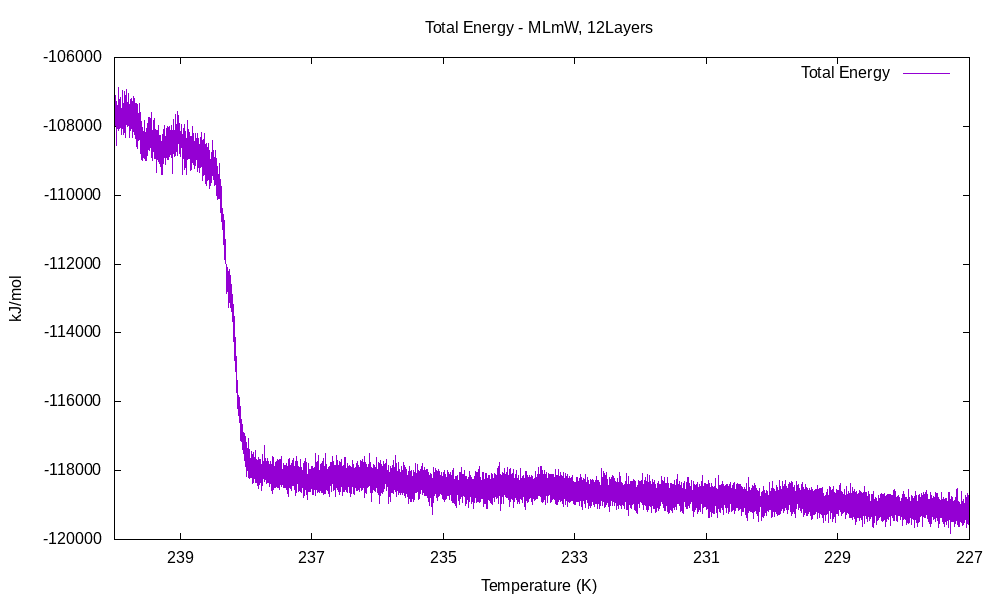 Total Energy - MLmW, 12Layers
-106000
Total Energy
-108000
-110000
-112000
kJ/mol
-114000
-116000
-118000
-120000
239 237 235 233 231 229 227
Temperature (K)